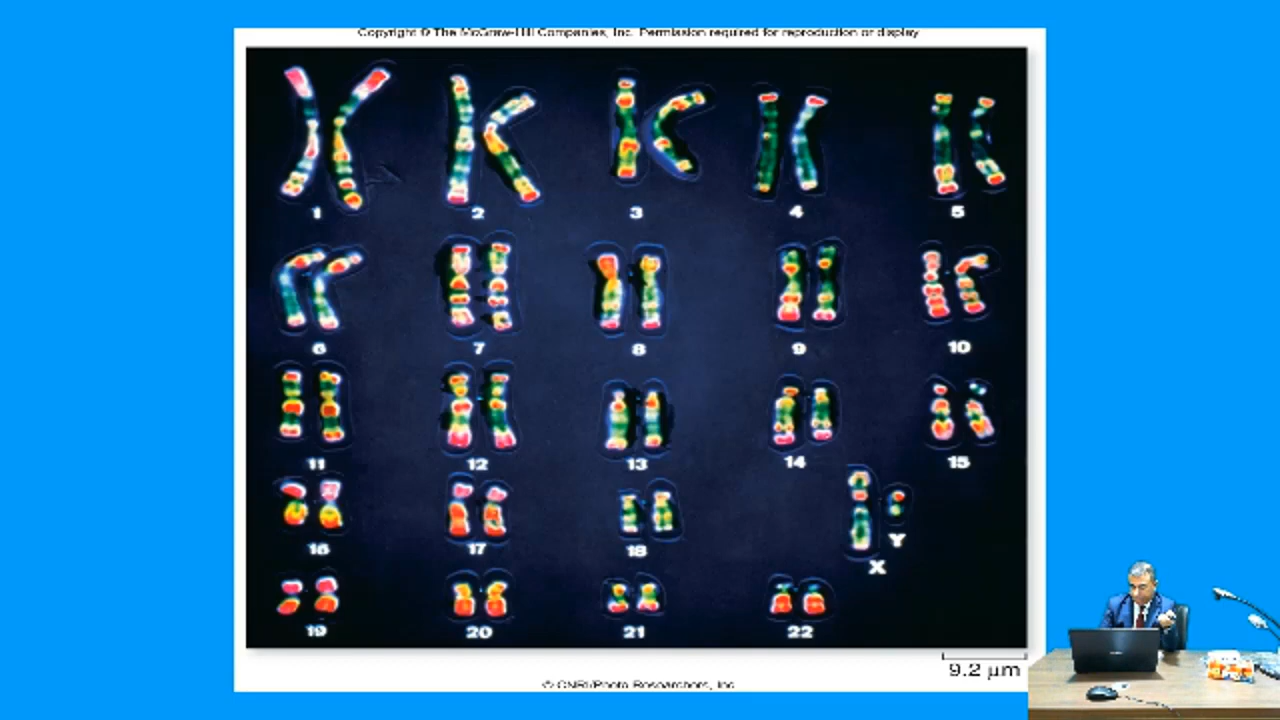 Copyright © The McGraw-Hill Companies, Inc. Permission required for reproduction or display
1 2 3 4 5
6 7 8 9 10
11 12 13 14 15
16 17 18 Y
X
19 20 21 22
9.2 µm
© CNRI/Photo Researchers, Inc